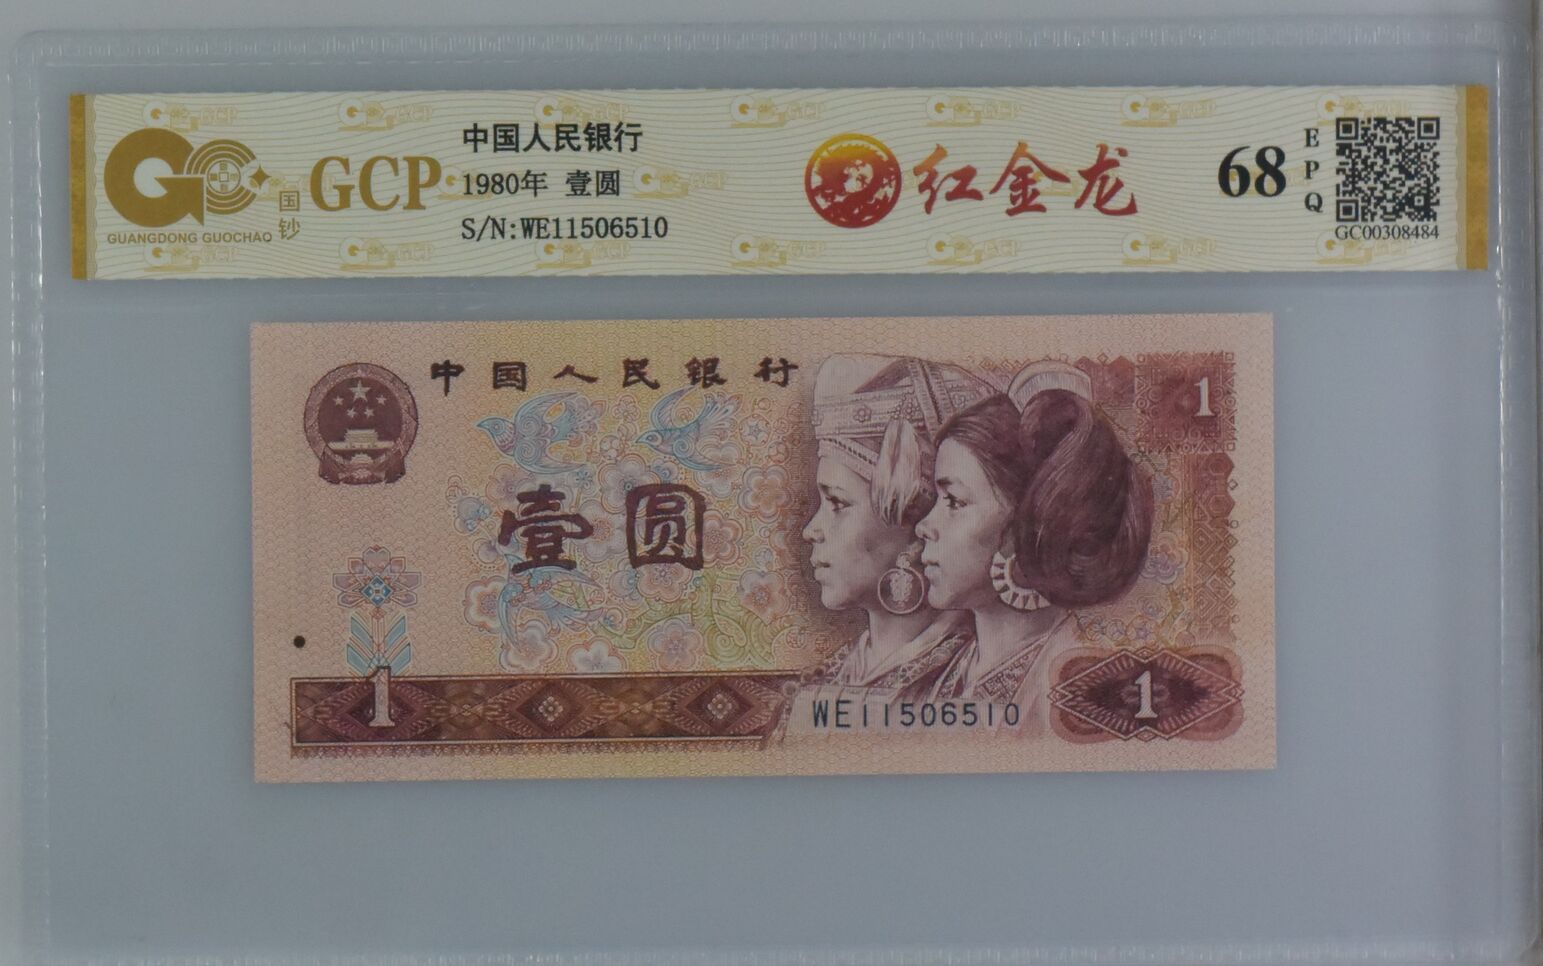 GCP
国钞
GUANGDONG GUOCHAO
中国人民银行
1980年 壹圆
S/N:WE11506510
红金龙
68
EPQ
GC00308484
中国人民银行
1
壹圆
1
WE11506510
1